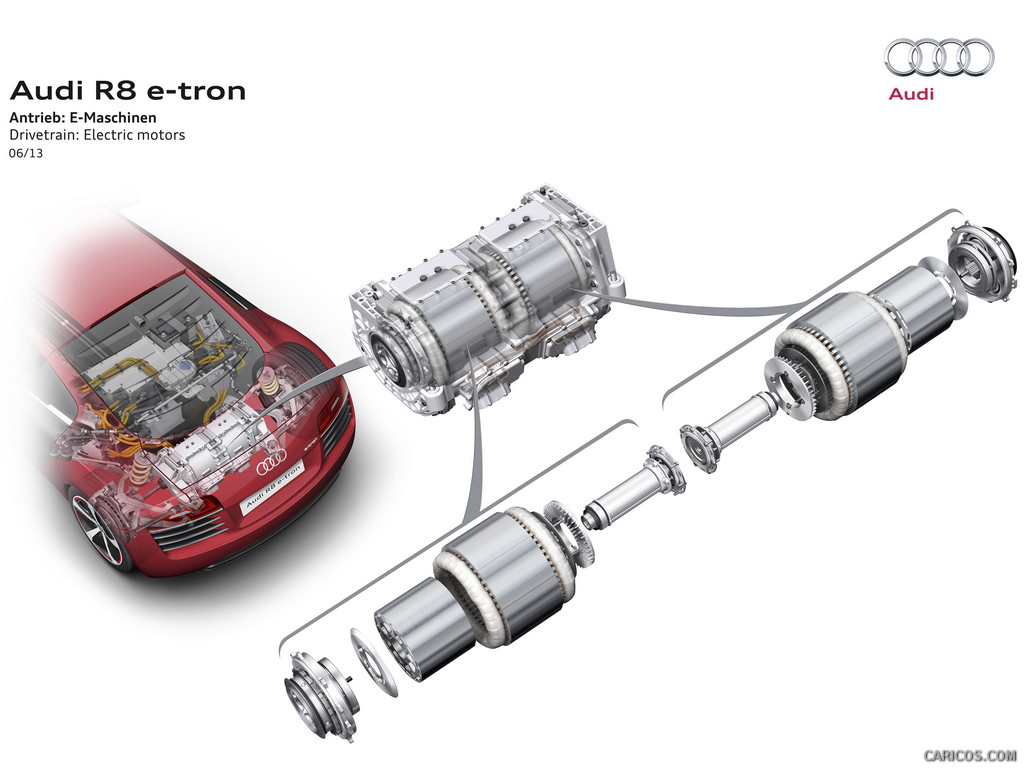 Audi R8 e-tron
Antrieb: E-Maschinen
Drivetrain: Electric motors
06/13
Audi
Audi R8 e-tron
CARICOS.COM